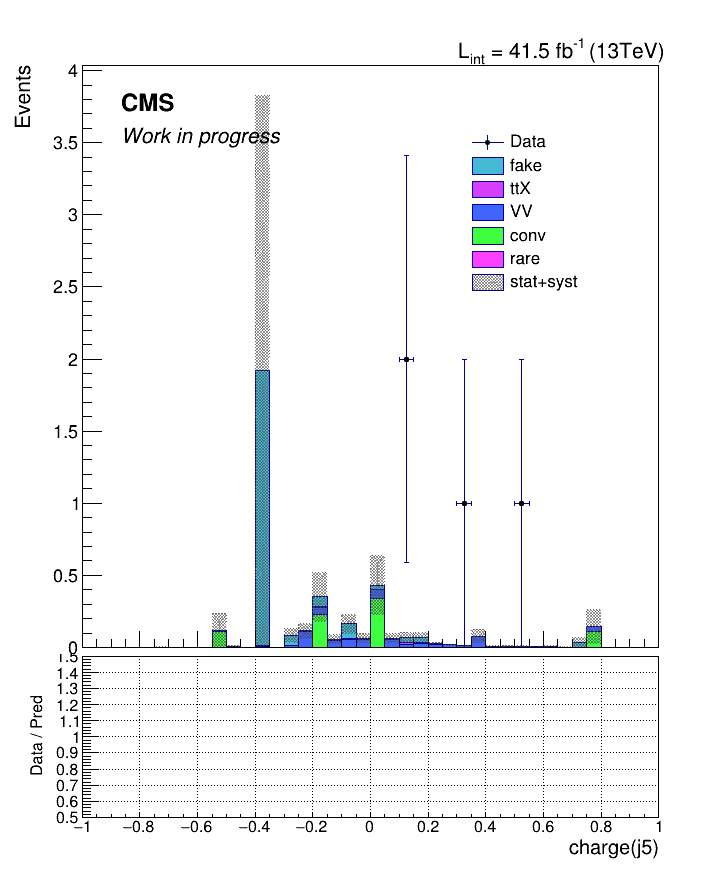 L_int = 41.5 fb^-1 (13TeV)
Events
CMS
Work in progress
Data
fake
ttX
VV
conv
rare
stat+syst
4
3.5
3
2.5
2
1.5
1
0.5
0
Data / Pred
1.5
1.4
1.3
1.2
1.1
1
0.9
0.8
0.7
0.6
0.5
−1 −0.8 −0.6 −0.4 −0.2 0 0.2 0.4 0.6 0.8 1
charge(j5)